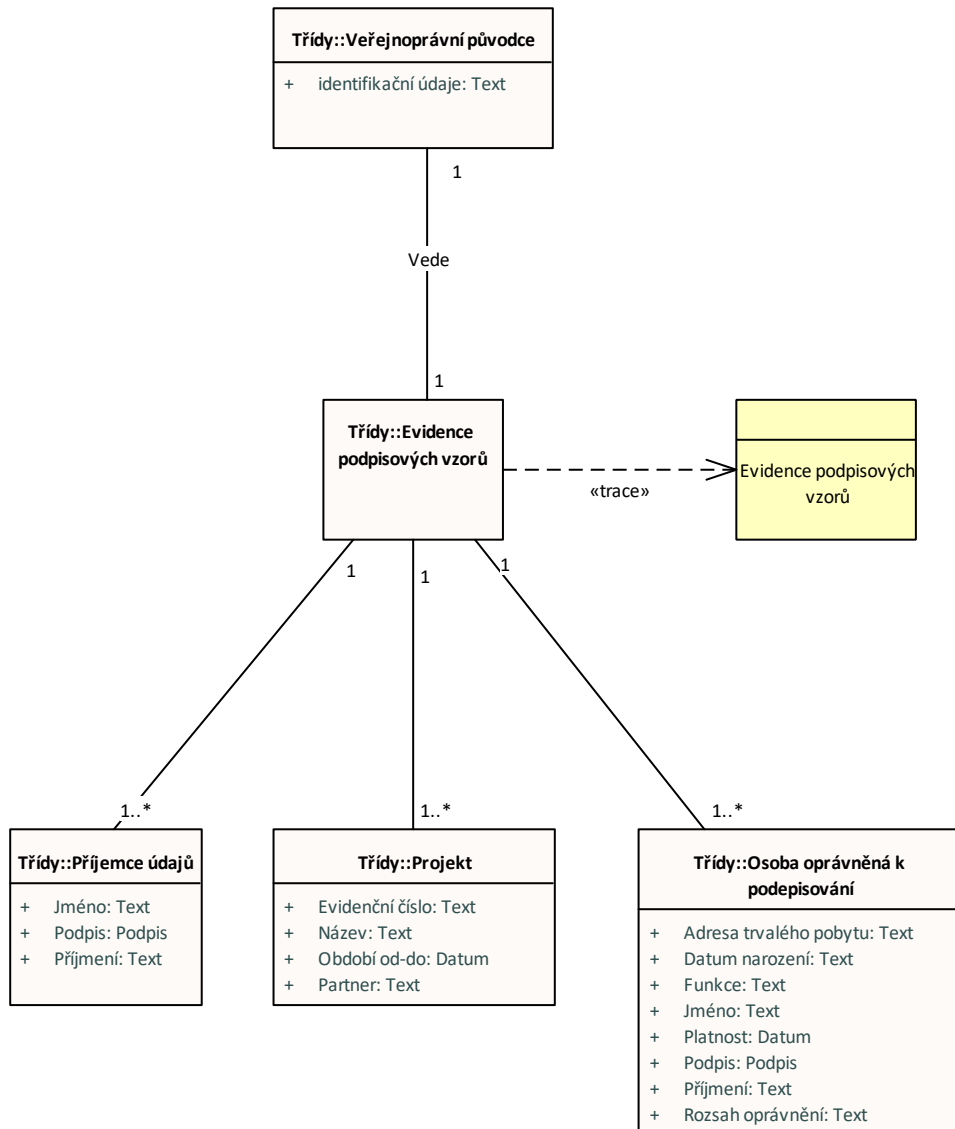 Třídy::Veřejnoprávní původce
+ identifikační údaje: Text
1
Vede
1
Třídy::Evidence
podpisových vzorů
«trace»
Evidence podpisových
vzorů
1
1
1
1..*
1..*
1..*
Třídy::Příjemce údajů
+ Jméno: Text
+ Podpis: Podpis
+ Příjmení: Text
Třídy::Projekt
+ Evidenční číslo: Text
+ Název: Text
+ Období od-do: Datum
+ Partner: Text
Třídy::Osoba oprávněná k
podepisování
+ Adresa trvalého pobytu: Text
+ Datum narození: Text
+ Funkce: Text
+ Jméno: Text
+ Platnost: Datum
+ Podpis: Podpis
+ Příjmení: Text
+ Rozsah oprávnění: Text